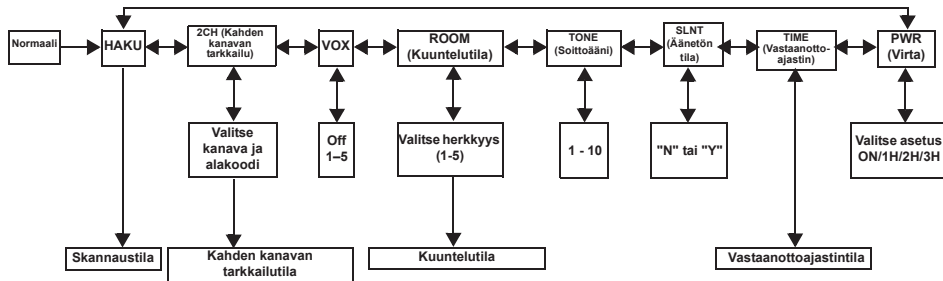 Normaali
HAKU
2CH (Kahden
kanavan
tarkkailu)
VOX
ROOM
(Kuuntelutila)
TONE
(Soittoääni)
SLNT
(Äänetön
tila)
TIME
(Vastaanotto-
ajastin)
PWR
(Virta)
Valitse
kanava ja
alakoodi
Off
1–5
Valitse herkkyys
(1-5)
1 - 10
"N" tai "Y"
Valitse asetus
ON/1H/2H/3H
Skannaustila
Kahden kanavan
tarkkailutila
Kuuntelutila
Vastaanottoajastintila